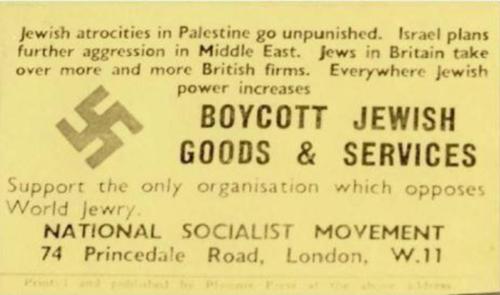 Jewish atrocities in Palestine go unpunished. Israel plans
further aggression in Middle East. Jews in Britain take
over more and more British firms. Everywhere Jewish
power increases
BOYCOTT JEWISH
GOODS & SERVICES
Support the only organisation which opposes
World Jewry.
NATIONAL SOCIALIST MOVEMENT
74 Princedale Road, London, W.11
Printed and published by Phoenix Press at the above address.